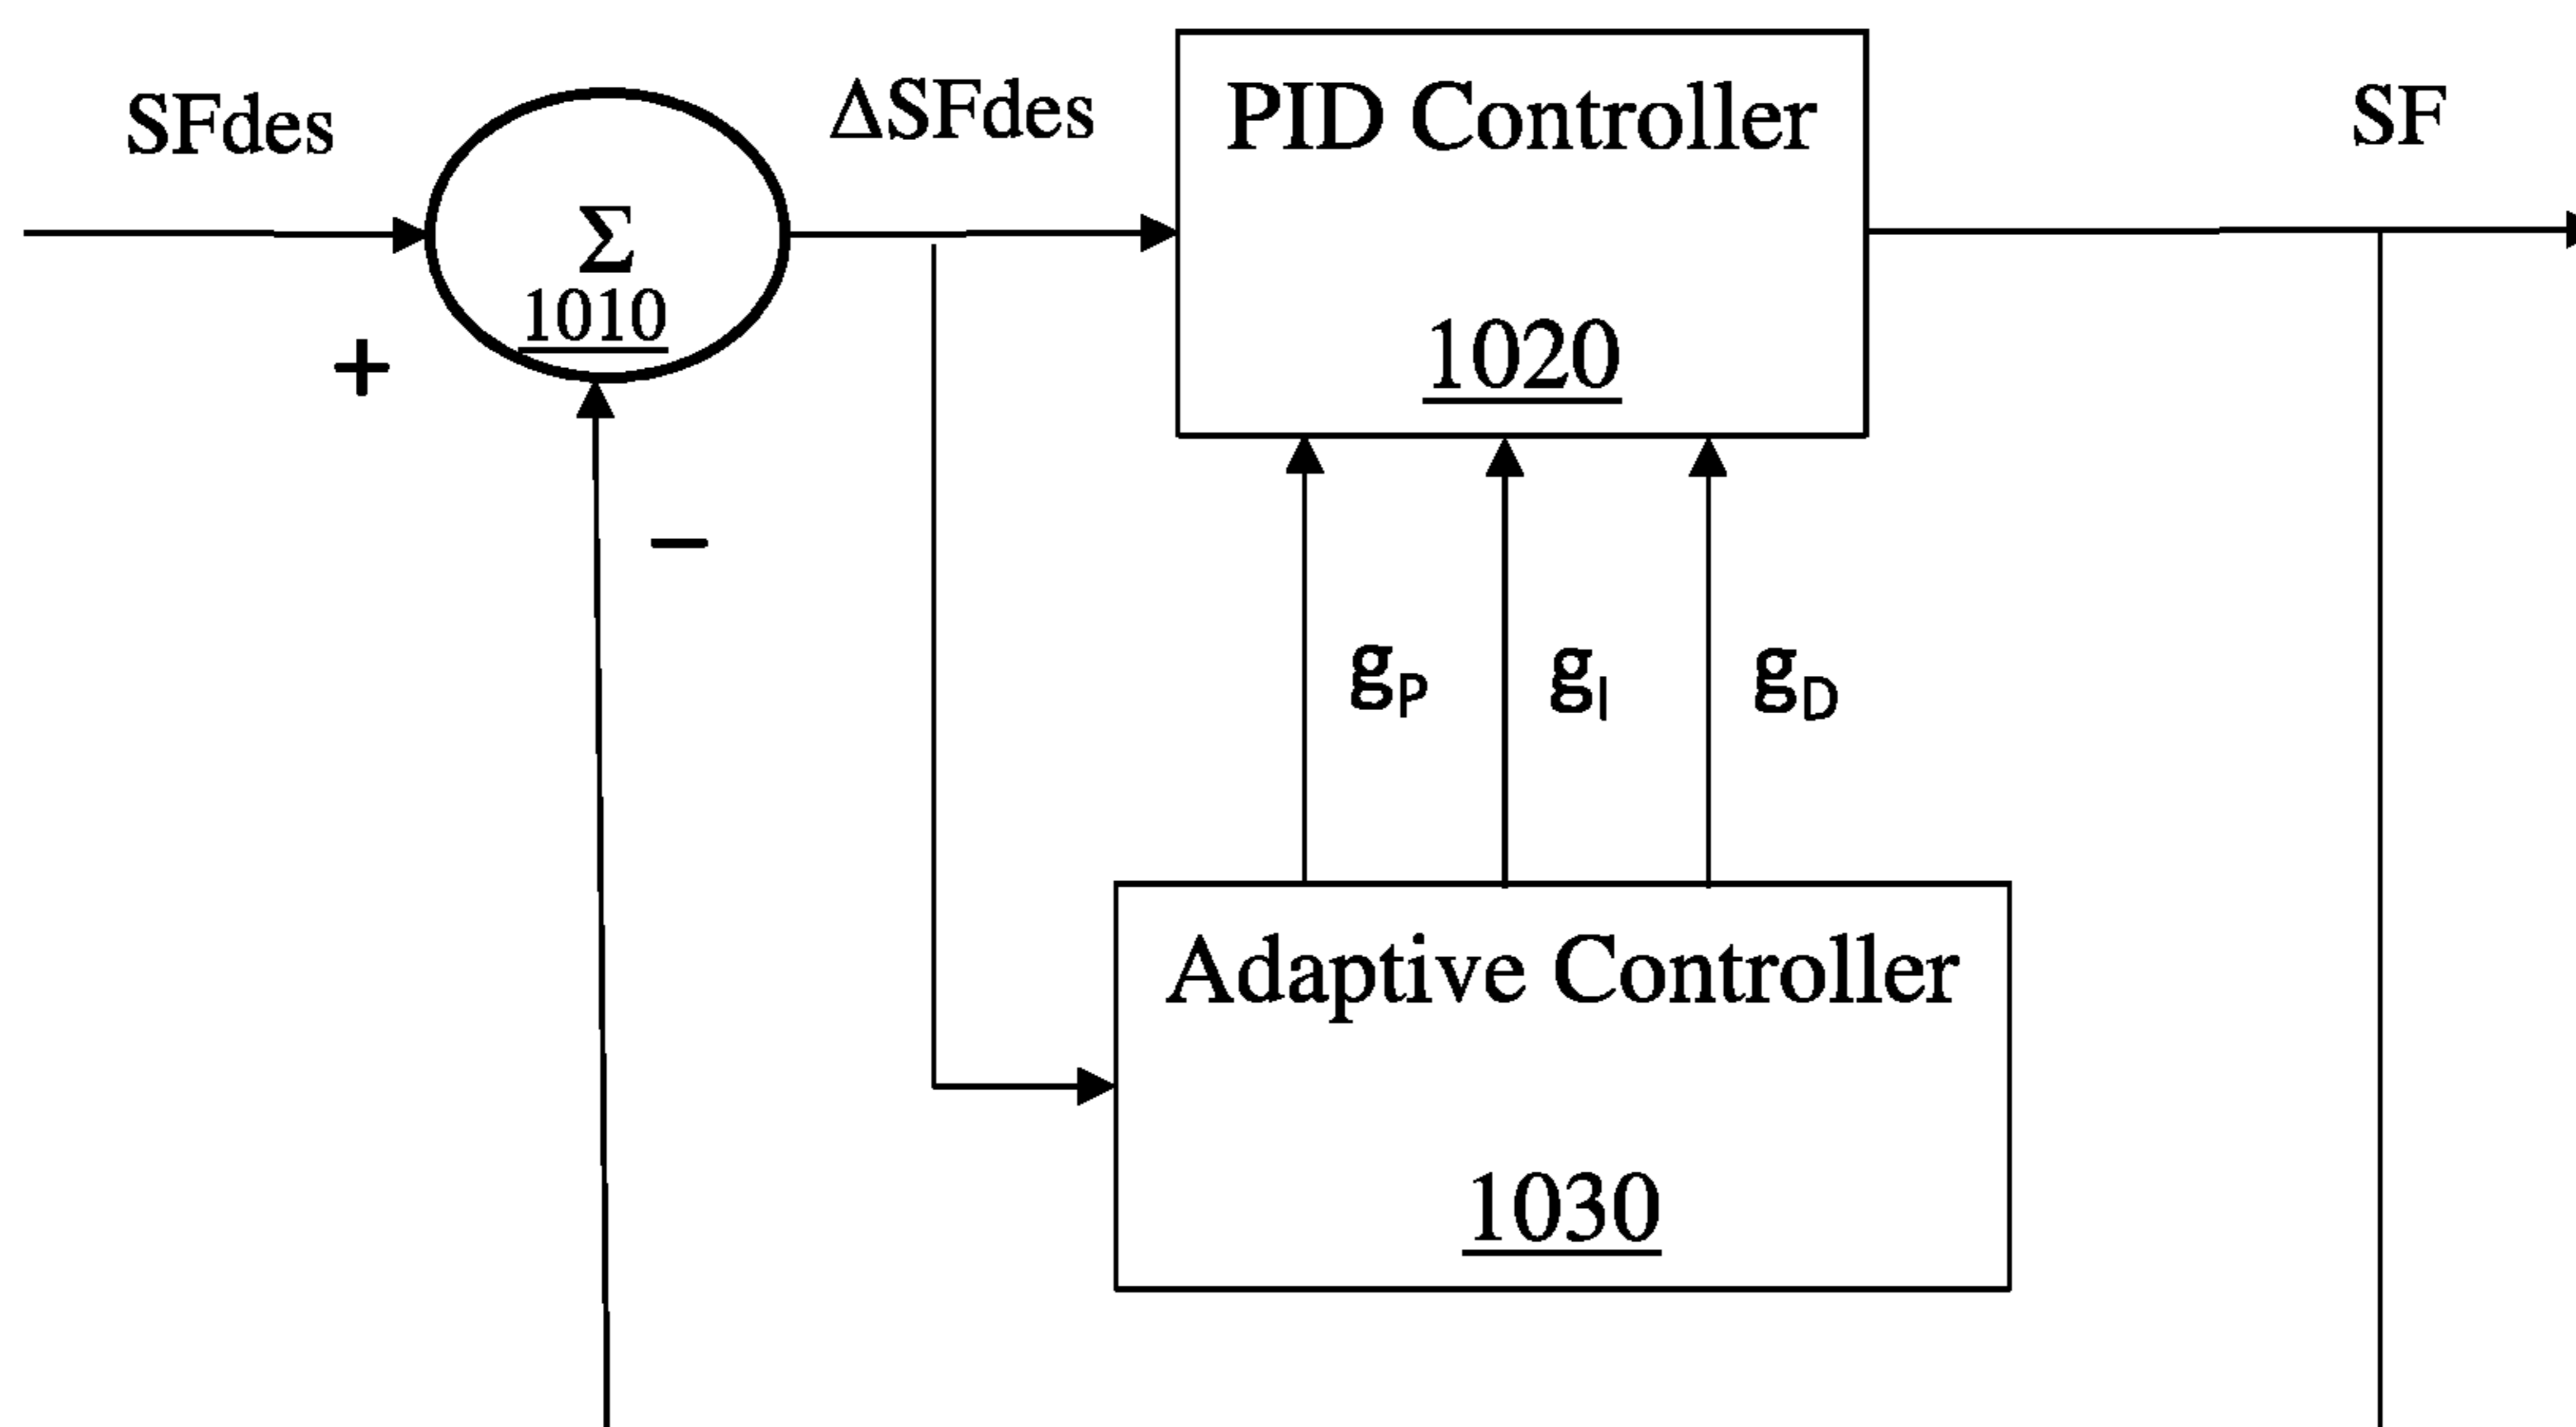 SFdes
Σ
1010
+
−
ΔSFdes
PID Controller
1020
SF
gP
gI
gD
Adaptive Controller
1030